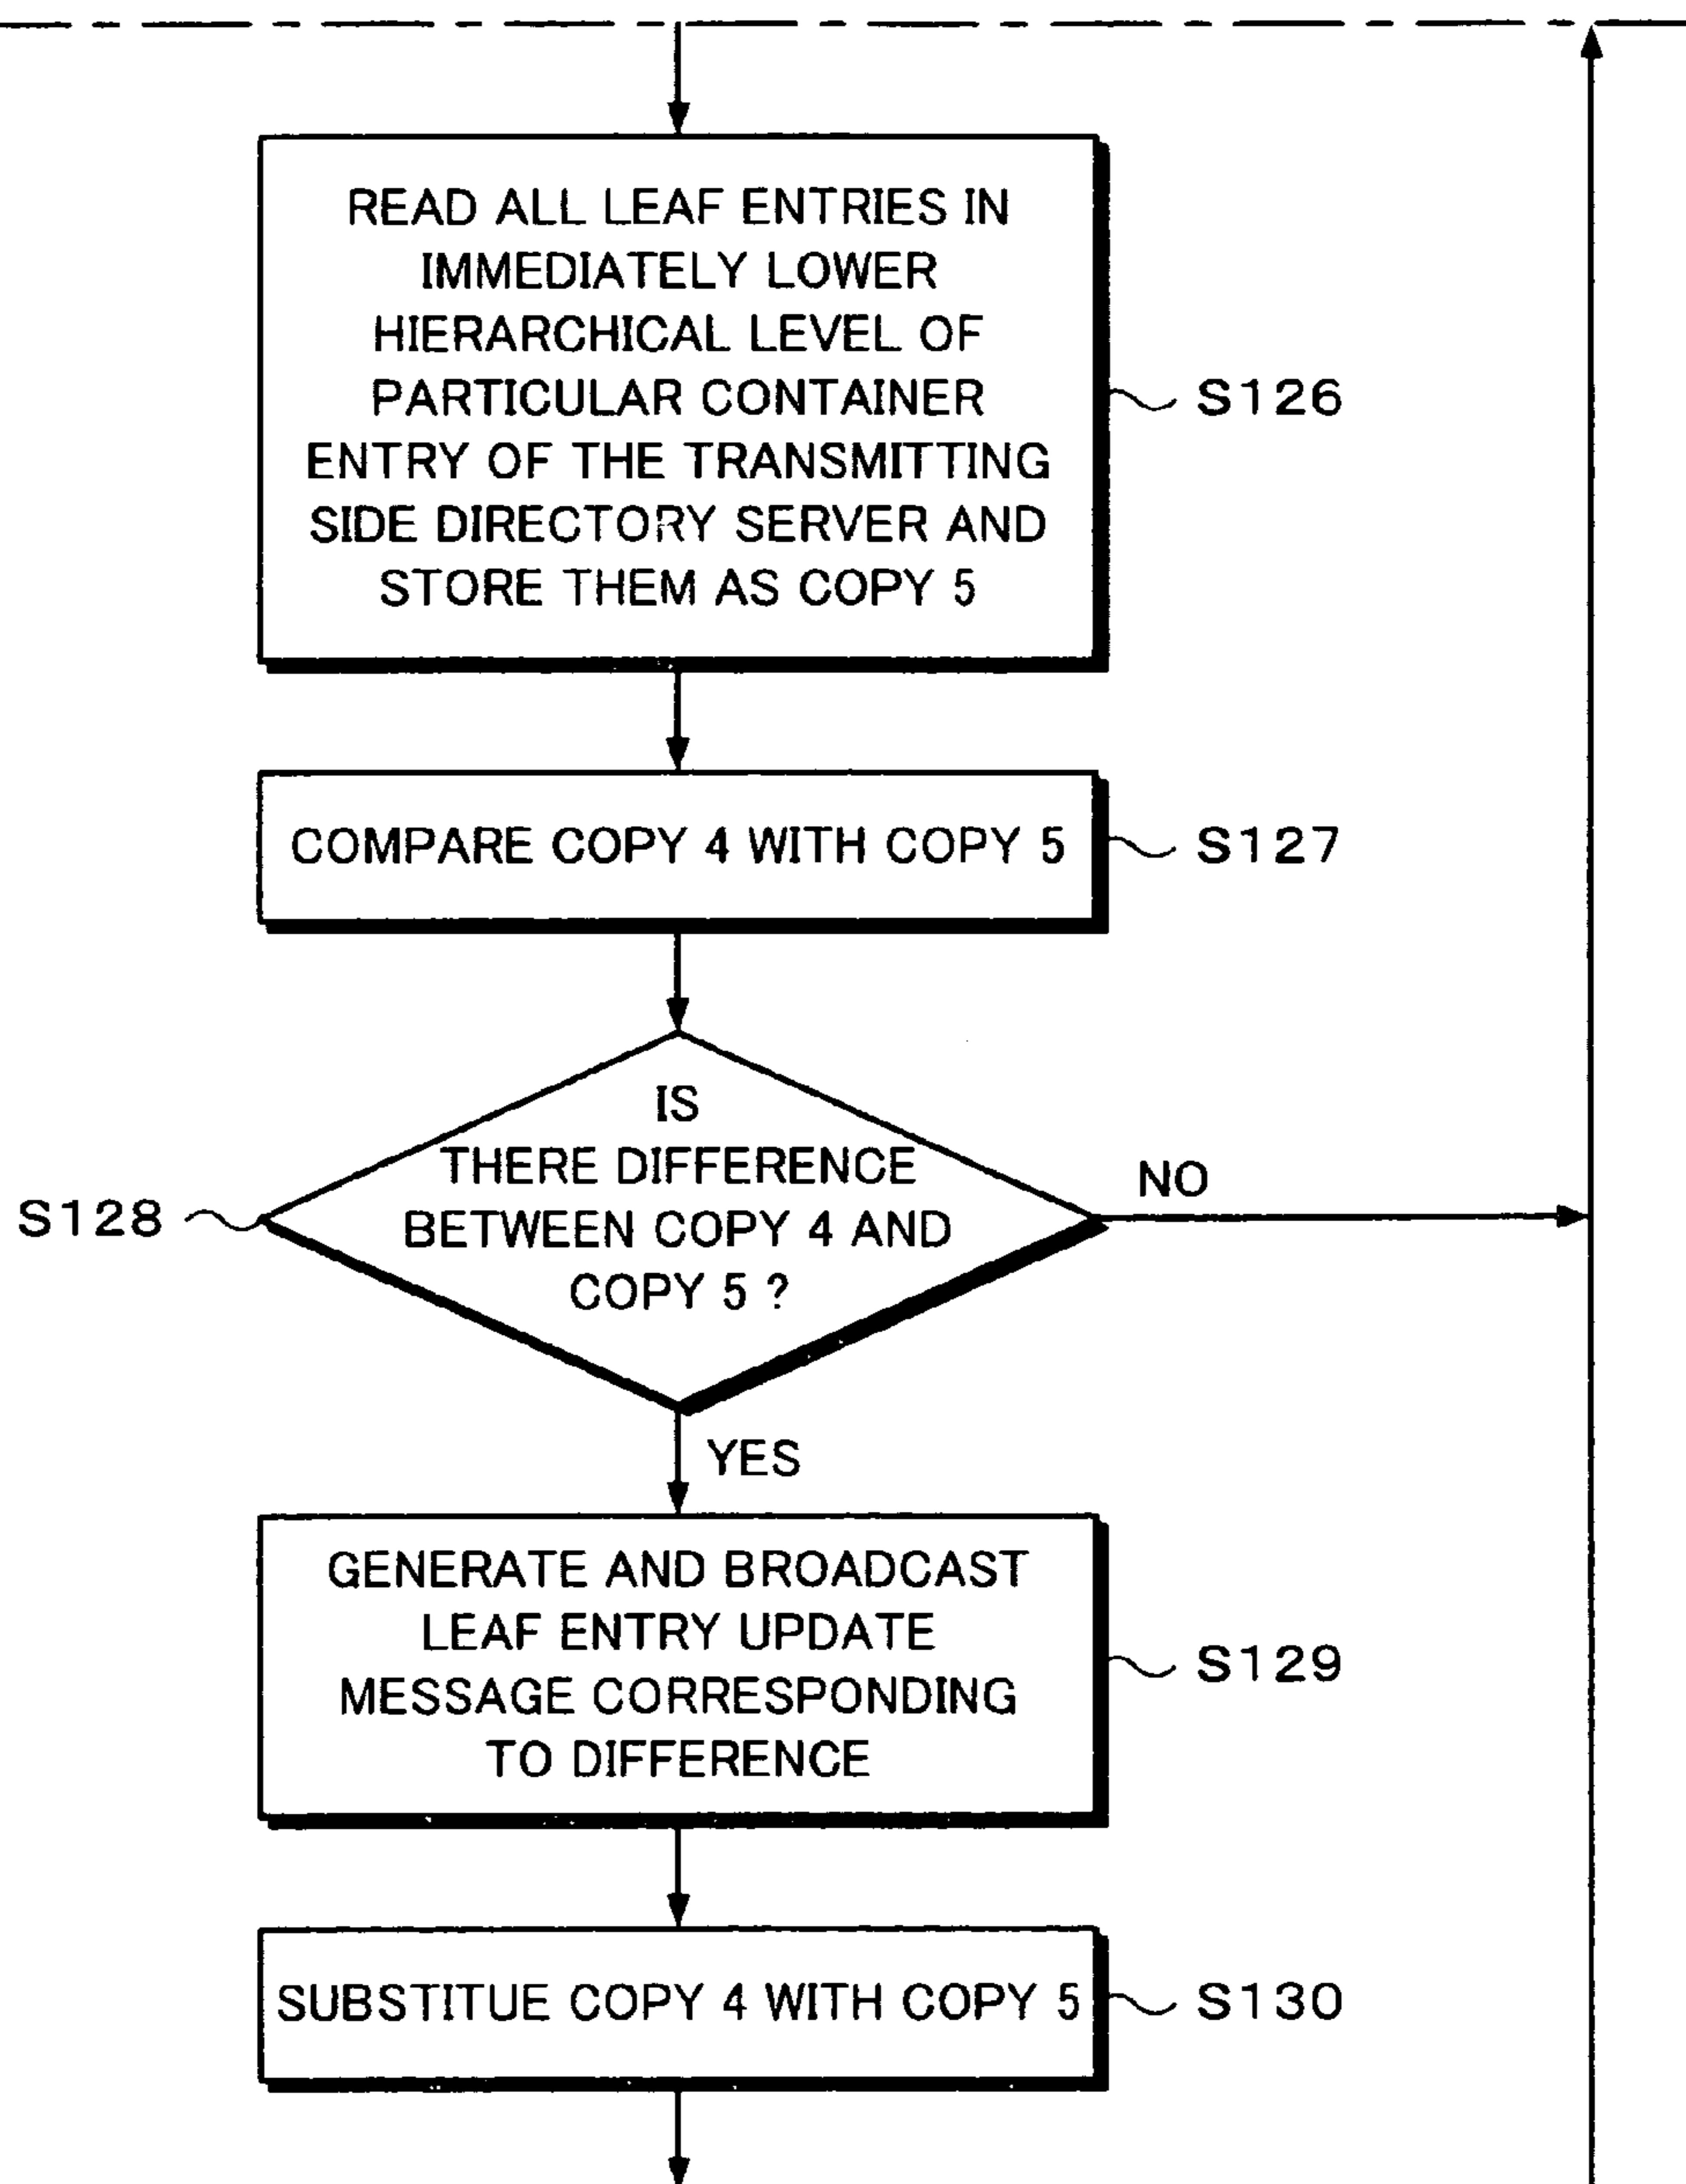 READ ALL LEAF ENTRIES IN
IMMEDIATELY LOWER
HIERARCHICAL LEVEL OF
PARTICULAR CONTAINER
ENTRY OF THE TRANSMITTING
SIDE DIRECTORY SERVER AND
STORE THEM AS COPY 5
S126
COMPARE COPY 4 WITH COPY 5
S127
IS
THERE DIFFERENCE
BETWEEN COPY 4 AND
COPY 5 ?
S128
NO
YES
GENERATE AND BROADCAST
LEAF ENTRY UPDATE
MESSAGE CORRESPONDING
TO DIFFERENCE
S129
SUBSTITUE COPY 4 WITH COPY 5
S130